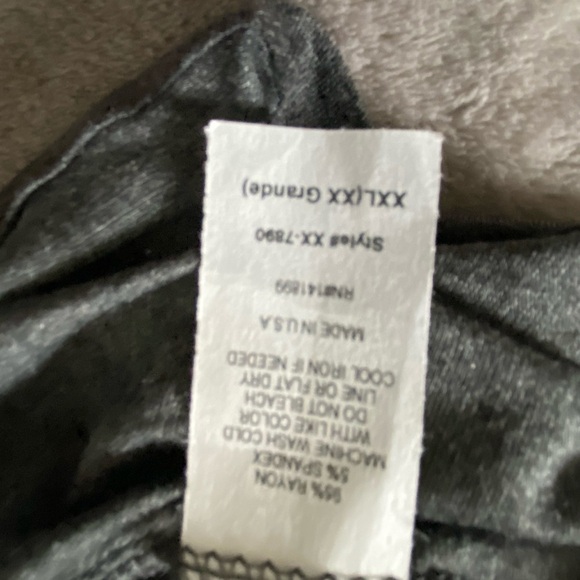 95% RAYON
5% SPANDEX
MACHINE WASH COLD
WITH LIKE COLOR
DO NOT BLEACH
LINE OR FLAT DRY
COOL IRON IF NEEDED
MADE IN U.S.A
RN#141899
Style# XX-7890
XXL(XX Grande)